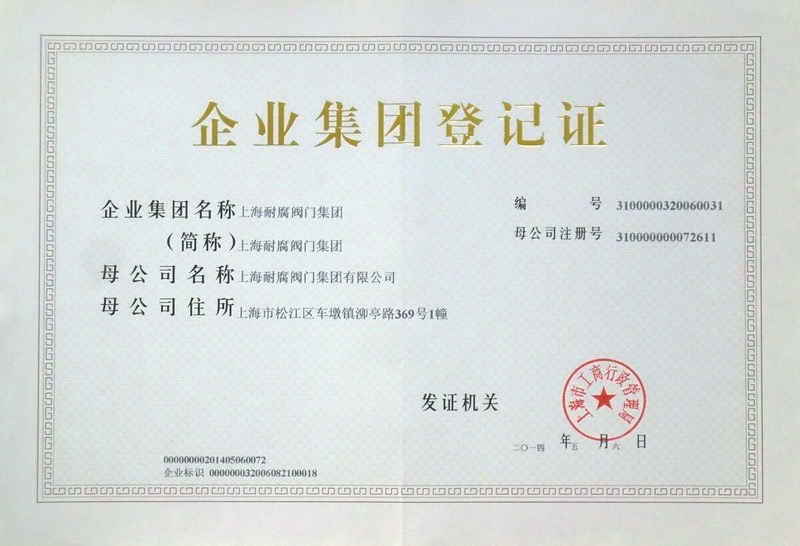 企业集团登记证
企业集团名称 上海耐腐阀门集团
（简称） 上海耐腐阀门集团
母公司名称 上海耐腐阀门集团有限公司
母公司住所 上海市松江区车墩镇泖亭路369号1幢
编 号 3100000320060031
母公司注册号 310000000072611
发证机关
上海市工商行政管理局
二〇一四 年 五 月 六 日
0000000201405060072
企业标识 0000000320060821​00018